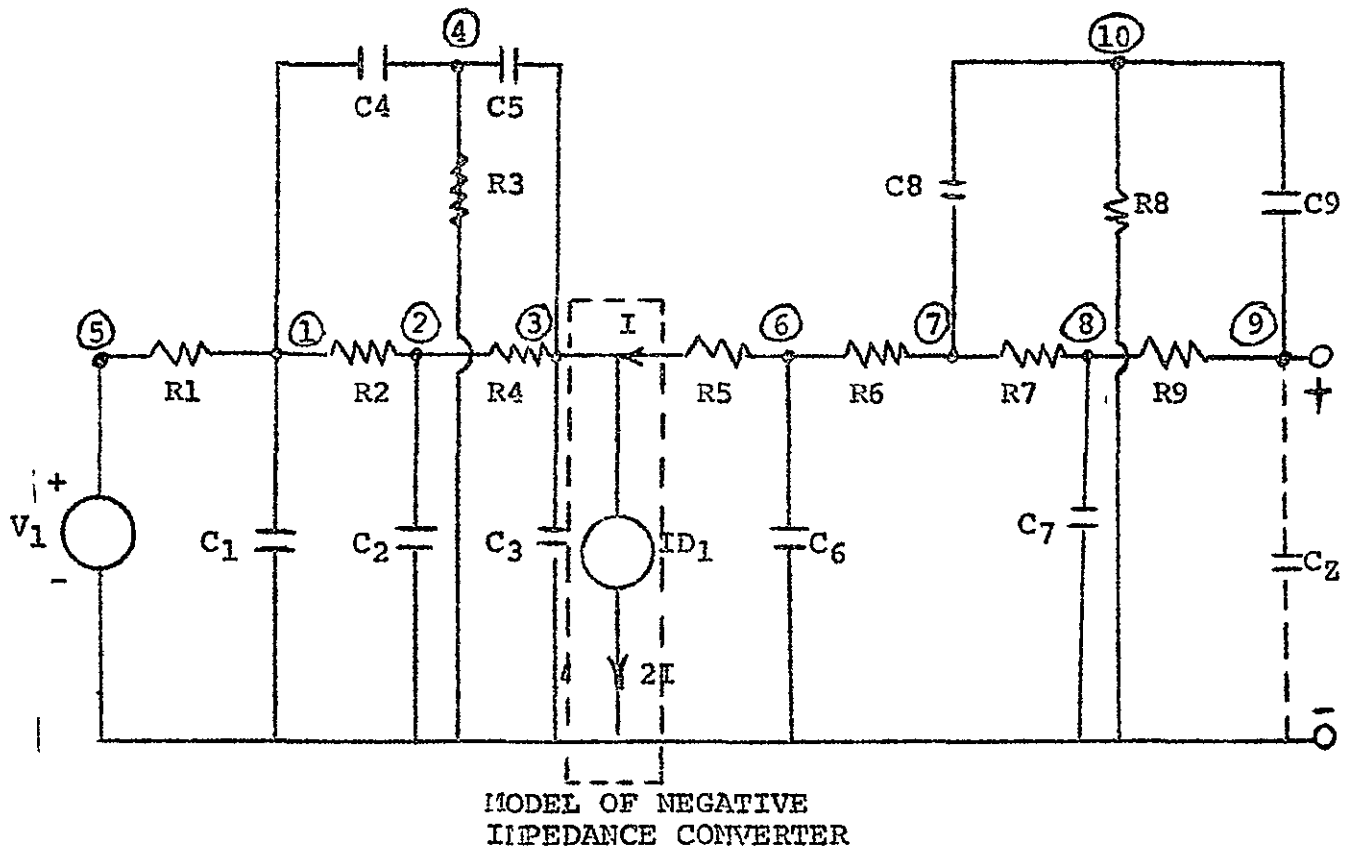 4
10
C4
C5
R3
C8
R8
C9
5
1
2
3
I
6
7
8
9
R1
R2
R4
R5
R6
R7
R9
+
+
V1
-
C1
C2
C3
ID1
C6
C7
CZ
2I
-
MODEL OF NEGATIVE
IMPEDANCE CONVERTER